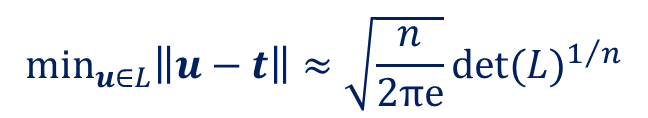 min_{u∈L}‖u − t‖ ≈ √(n/2πe) det(L)^{1/n}